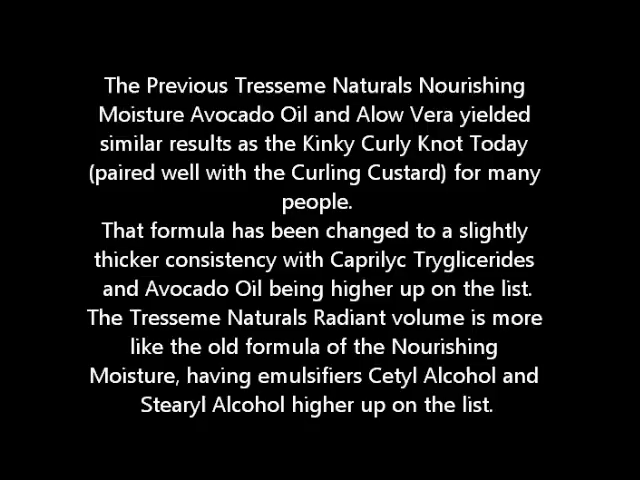 The Previous Tresseme Naturals Nourishing
Moisture Avocado Oil and Alow Vera yielded
similar results as the Kinky Curly Knot Today
(paired well with the Curling Custard) for many
people.
That formula has been changed to a slightly
thicker consistency with Caprilyc Tryglicerides
and Avocado Oil being higher up on the list.
The Tresseme Naturals Radiant volume is more
like the old formula of the Nourishing
Moisture, having emulsifiers Cetyl Alcohol and
Stearyl Alcohol higher up on the list.